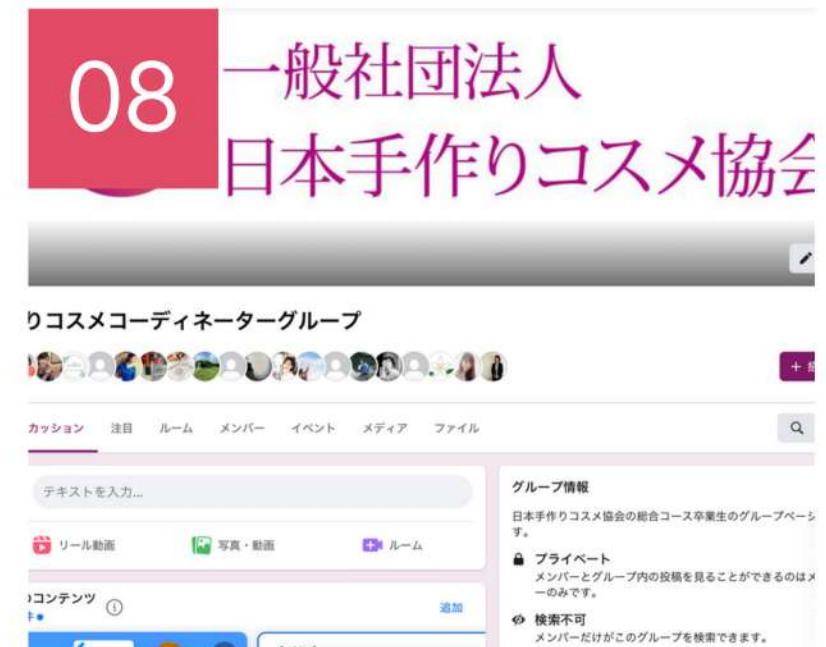 08
一般社団法人
日本手作りコスメ協会
りコスメコーディネーターグループ
カッション 注目 ルーム メンバー イベント メディア ファイル
テキストを入力...
リール動画 写真・動画 ルーム
コンテンツ
追加
グループ情報
日本手作りコスメ協会の総合コース卒業生のグループページ
す。
プライベート
メンバーとグループ内の投稿を見ることができるのはメ
ーのみです。
検索不可
メンバーだけがこのグループを検索できます。